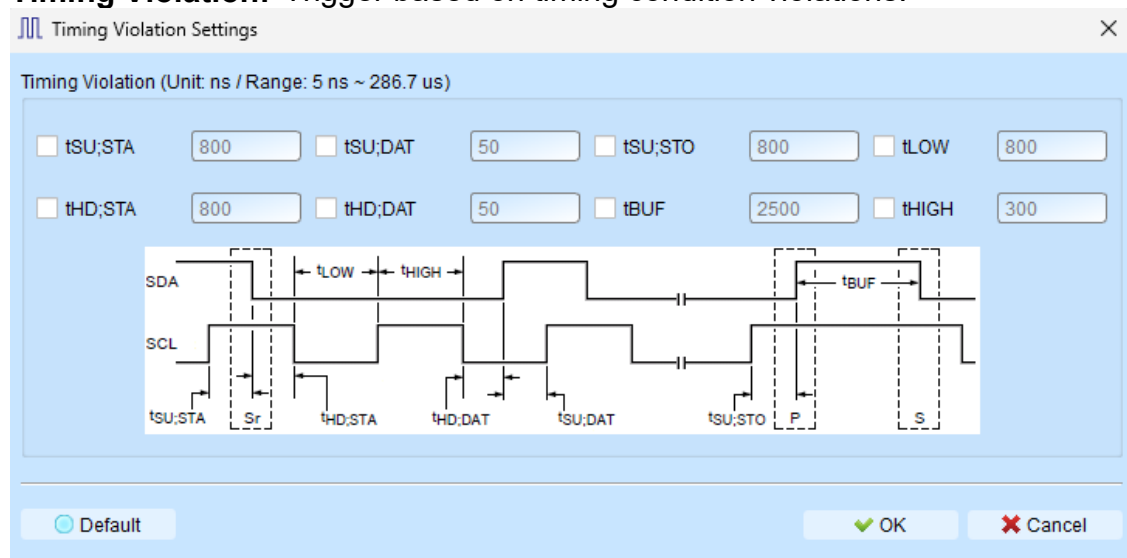 Timing Violation: Trigger based on timing condition violations.
Timing Violation Settings
Timing Violation (Unit: ns / Range: 5 ns ~ 286.7 us)
tSU;STA 800 tSU;DAT 50 tSU;STO 800 tLOW 800
tHD;STA 800 tHD;DAT 50 tBUF 2500 tHIGH 300
SDA tLOW tHIGH tBUF
SCL
tSU;STA Sr tHD;STA tHD;DAT tSU;DAT tSU;STO P S
Default OK Cancel